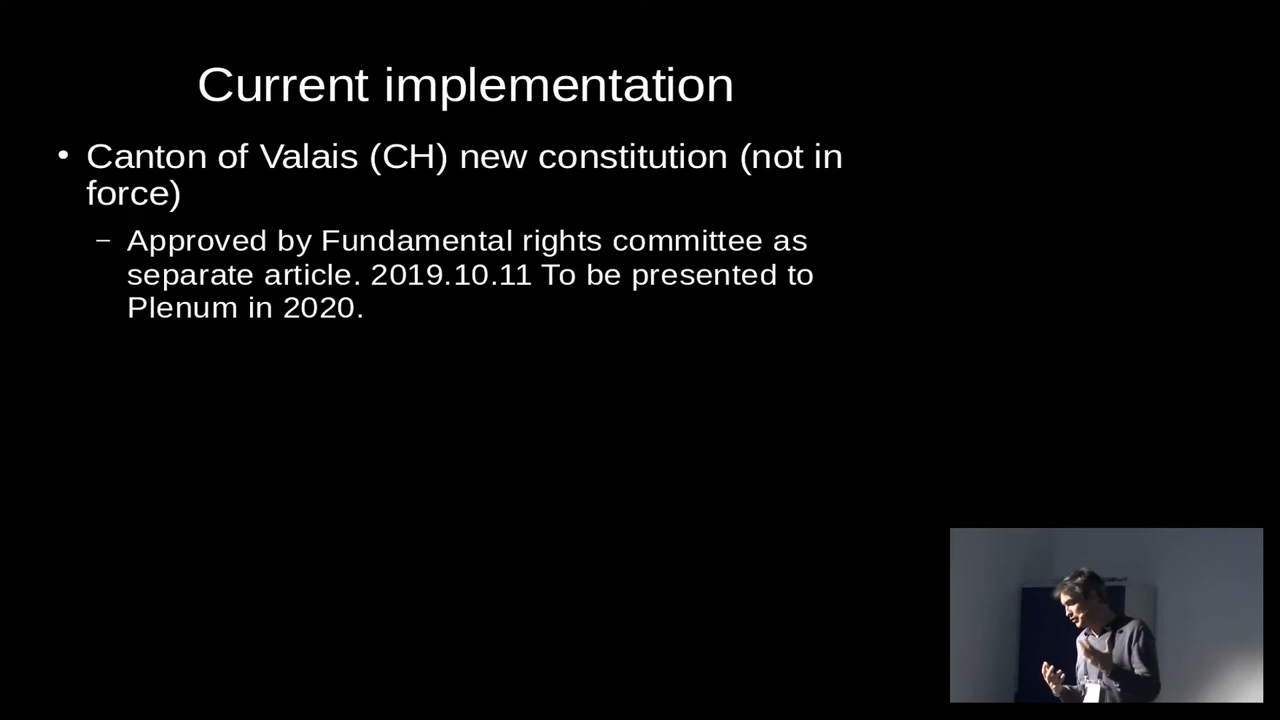 Current implementation
• Canton of Valais (CH) new constitution (not in
force)
– Approved by Fundamental rights committee as
separate article. 2019.10.11 To be presented to
Plenum in 2020.